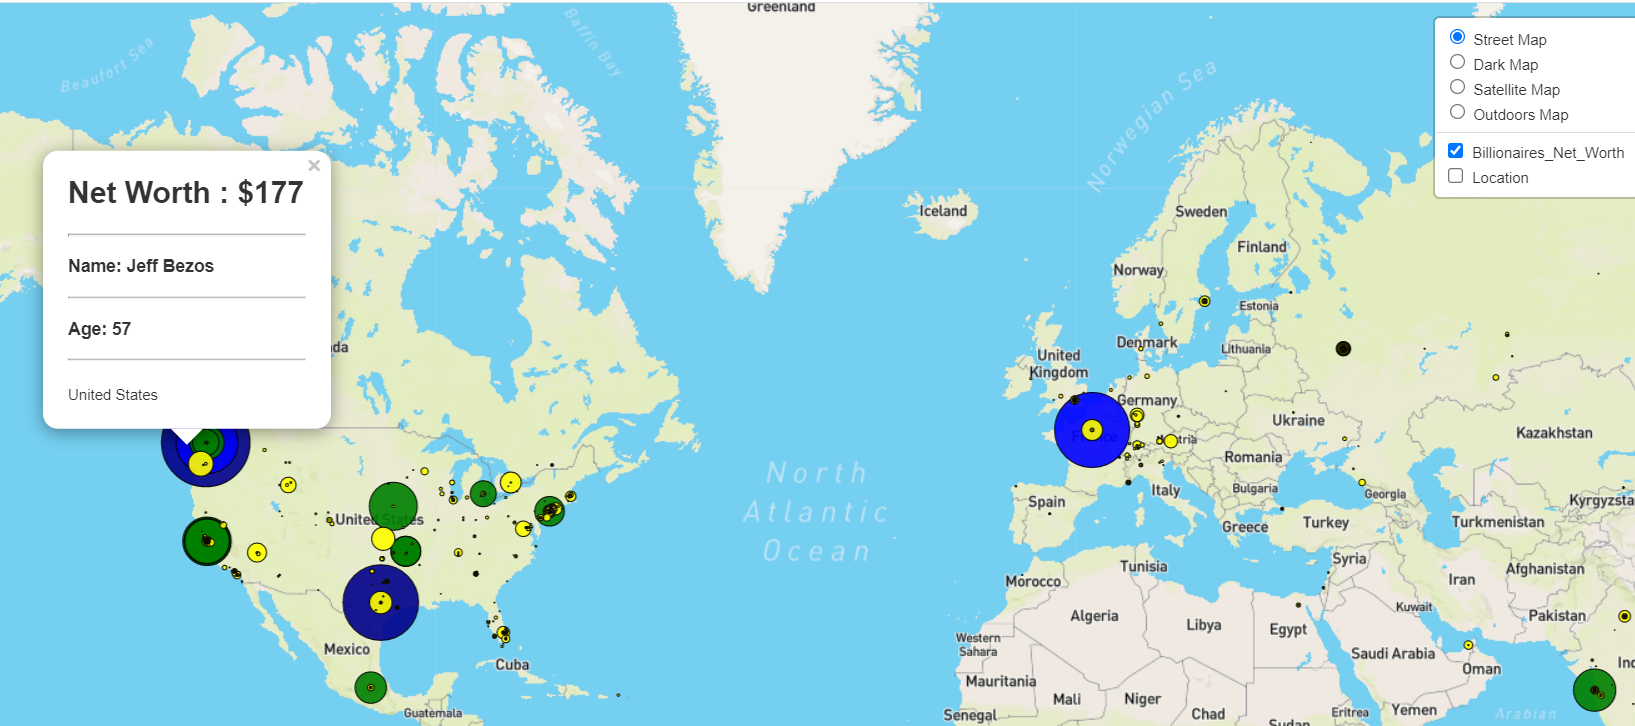 Greenland
Beaufort Sea
Baffin Bay
Norwegian Sea
Street Map
Dark Map
Satellite Map
Outdoors Map
Billionaires_Net_Worth
Location
×
Net Worth : $177
Name: Jeff Bezos
Age: 57
United States
Iceland
Sweden
Finland
Norway
Estonia
Denmark
Lithuania
United
Kingdom
Germany
Ukraine
Kazakhstan
France
Romania
Italy
Bulgaria
Georgia
Spain
Greece
Turkey
Turkmenistan
Kyrgyzsta
North
Atlantic
Ocean
United States
Syria
Tunisia
Iran
Afghanistan
Morocco
Algeria
Libya
Egypt
Kuwait
Pakistan
Western
Sahara
Mexico
Cuba
Saudi Arabia
Oman
Mauritania
Mali
Niger
Chad
Guatemala
Senegal
Sudan
Eritrea
Yemen
Arabian